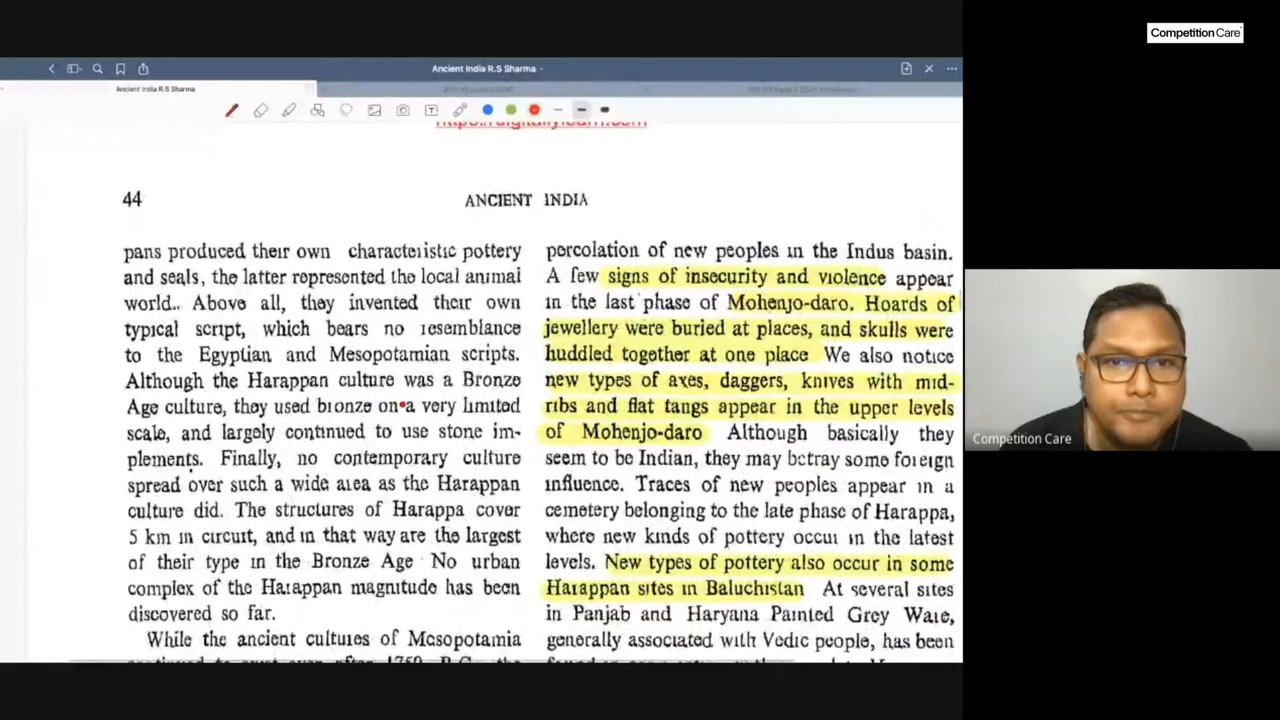 CompetitionCare
Ancient India R.S Sharma
Ancient India R.S Sharma
44
ANCIENT INDIA
pans produced their own characteristic pottery
and seals, the latter represented the local animal
world.. Above all, they invented their own
typical script, which bears no resemblance
to the Egyptian and Mesopotamian scripts.
Although the Harappan culture was a Bronze
Age culture, they used bronze on a very limited
scale, and largely continued to use stone im-
plements. Finally, no contemporary culture
spread over such a wide area as the Harappan
culture did. The structures of Harappa cover
5 km in circuit, and in that way are the largest
of their type in the Bronze Age No urban
complex of the Harappan magnitude has been
discovered so far.
While the ancient cultures of Mesopotamia
percolation of new peoples in the Indus basin.
A few signs of insecurity and violence appear
in the last phase of Mohenjo-daro. Hoards of
jewellery were buried at places, and skulls were
huddled together at one place We also notice
new types of axes, daggers, knives with mid-
ribs and flat tangs appear in the upper levels
of Mohenjo-daro Although basically they
seem to be Indian, they may betray some foreign
influence. Traces of new peoples appear in a
cemetery belonging to the late phase of Harappa,
where new kinds of pottery occur in the latest
levels. New types of pottery also occur in some
Harappan sites in Baluchistan At several sites
in Panjab and Haryana Painted Grey Ware,
generally associated with Vedic people, has been
Competition Care